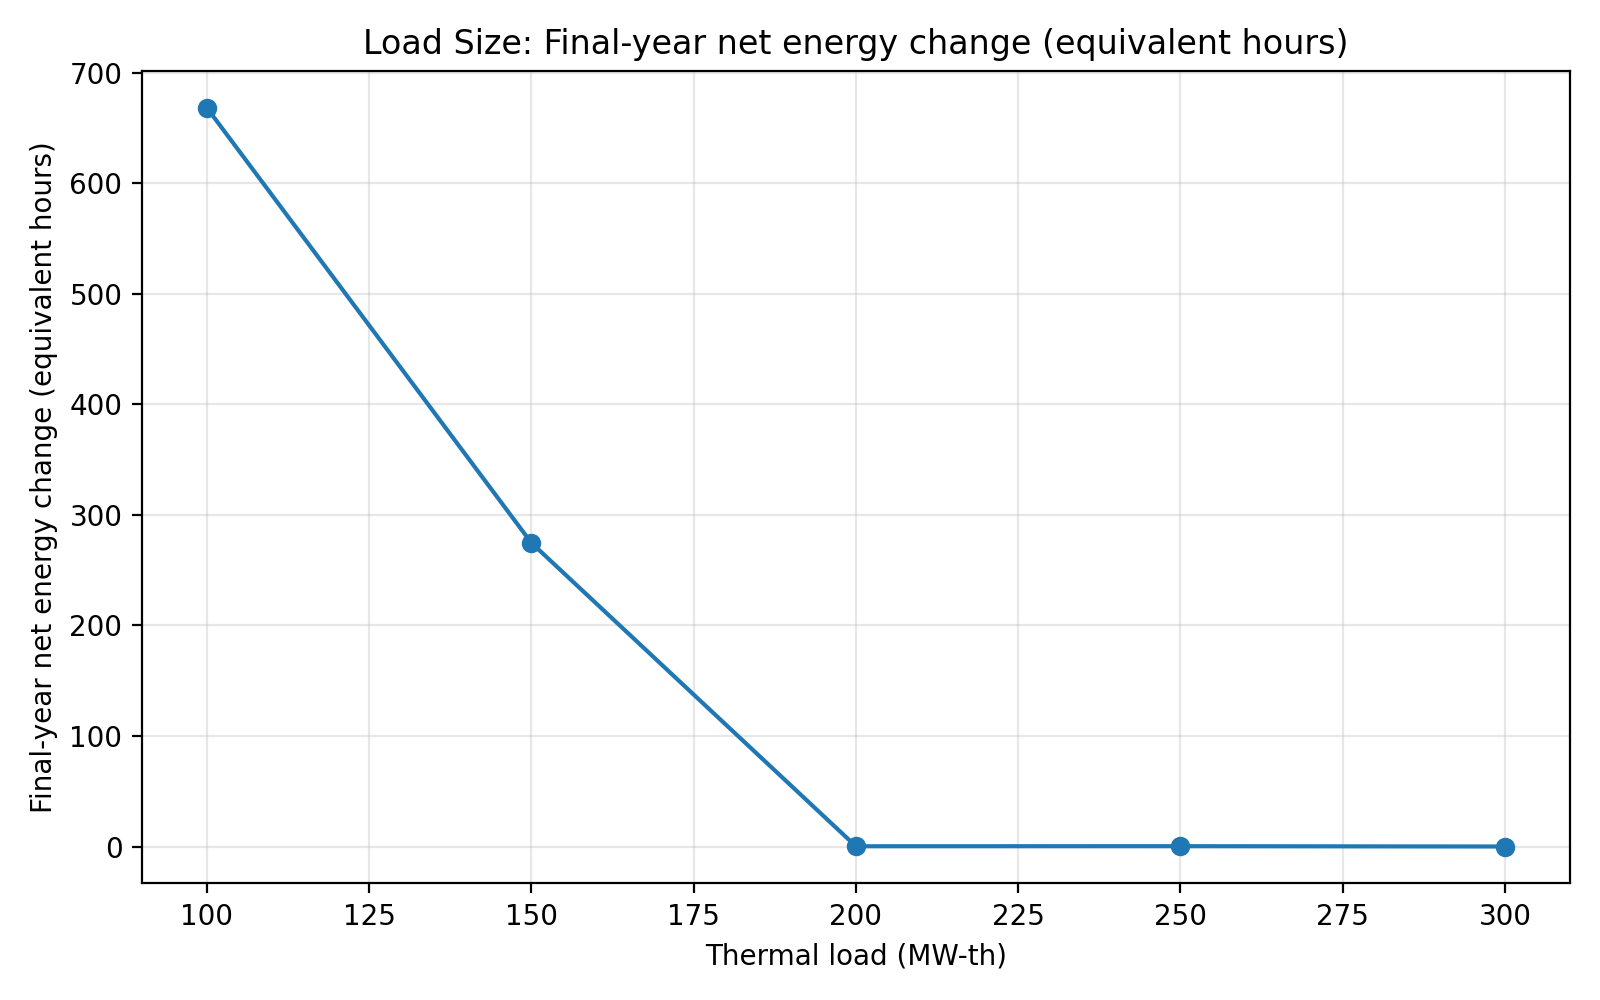 Load Size: Final-year net energy change (equivalent hours)
Final-year net energy change (equivalent hours)
700
600
500
400
300
200
100
0
100 125 150 175 200 225 250 275 300
Thermal load (MW-th)